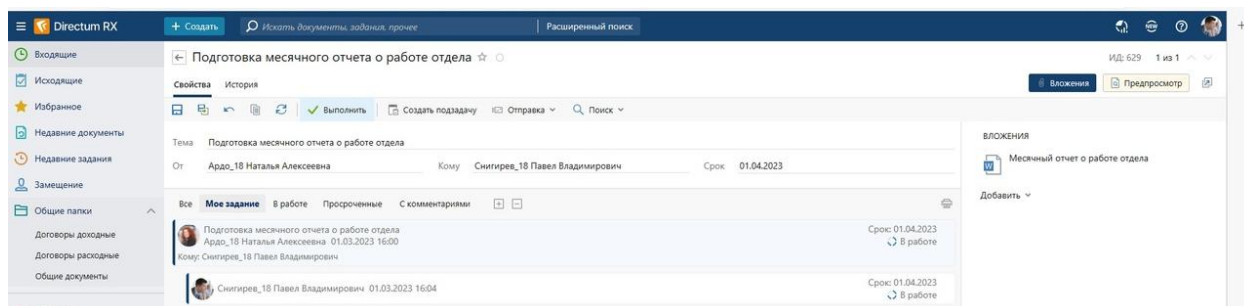 Directum RX
+ Создать
Искать документы, задания, прочее
Расширенный поиск
NEW
Входящие
Исходящие
Избранное
Недавние документы
Недавние задания
Замещение
Общие папки
Договоры доходные
Договоры расходные
Общие документы
Подготовка месячного отчета о работе отдела
ИД: 629 1 из 1
Свойства История
Вложения Предпросмотр
Выполнить Создать подзадачу Отправка Поиск
Тема Подготовка месячного отчета о работе отдела
От Ардо_18 Наталья Алексеевна Кому Снигирев_18 Павел Владимирович Срок 01.04.2023
Все Мое задание В работе Просроченные С комментариями
Подготовка месячного отчета о работе отдела Срок: 01.04.2023
Ардо_18 Наталья Алексеевна 01.03.2023 16:00 В работе
Кому: Снигирев_18 Павел Владимирович
Снигирев_18 Павел Владимирович 01.03.2023 16:04 Срок: 01.04.2023
В работе
ВЛОЖЕНИЯ
W
Месячный отчет о работе отдела
Добавить